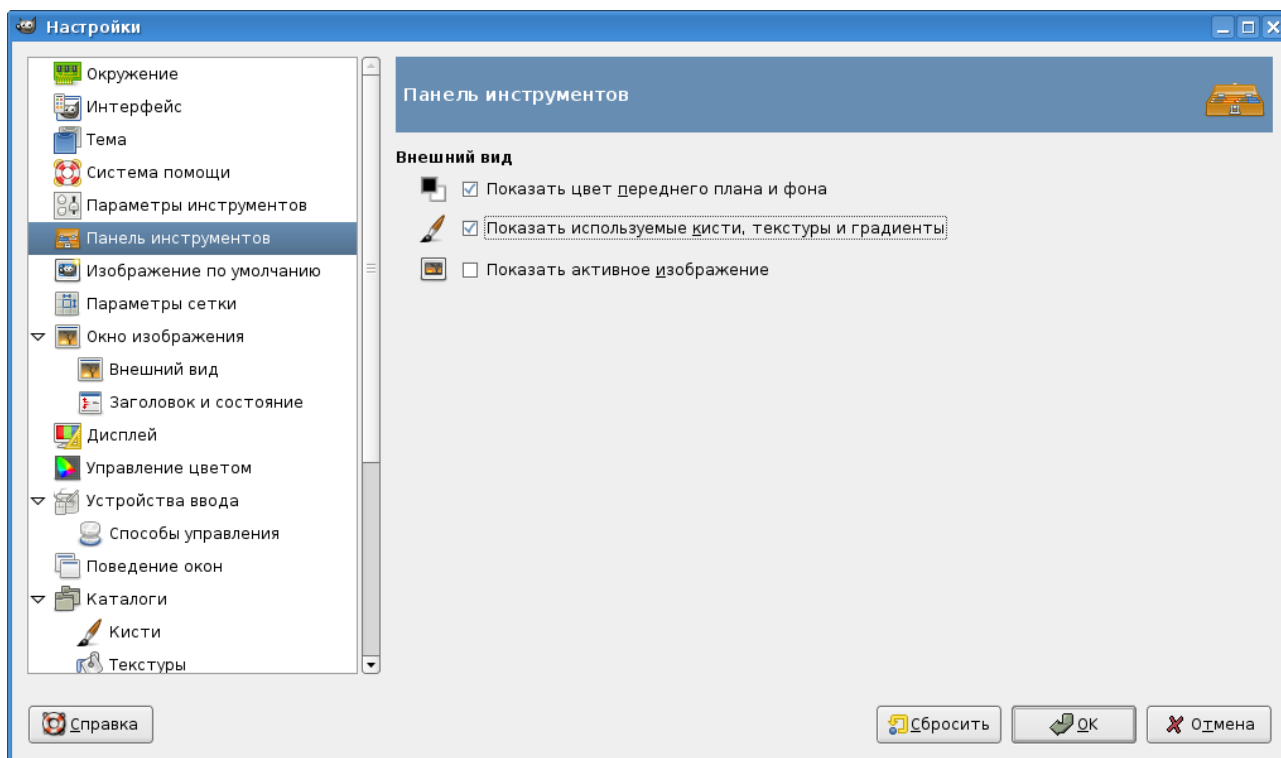 Настройки
Окружение
Интерфейс
Тема
Система помощи
Параметры инструментов
Панель инструментов
Изображение по умолчанию
Параметры сетки
Окно изображения
Внешний вид
Заголовок и состояние
Дисплей
Управление цветом
Устройства ввода
Способы управления
Поведение окон
Каталоги
Кисти
Текстуры
Панель инструментов
Внешний вид
Показать цвет переднего плана и фона
Показать используемые кисти, текстуры и градиенты
Показать активное изображение
Справка
Сбросить
OK
Отмена